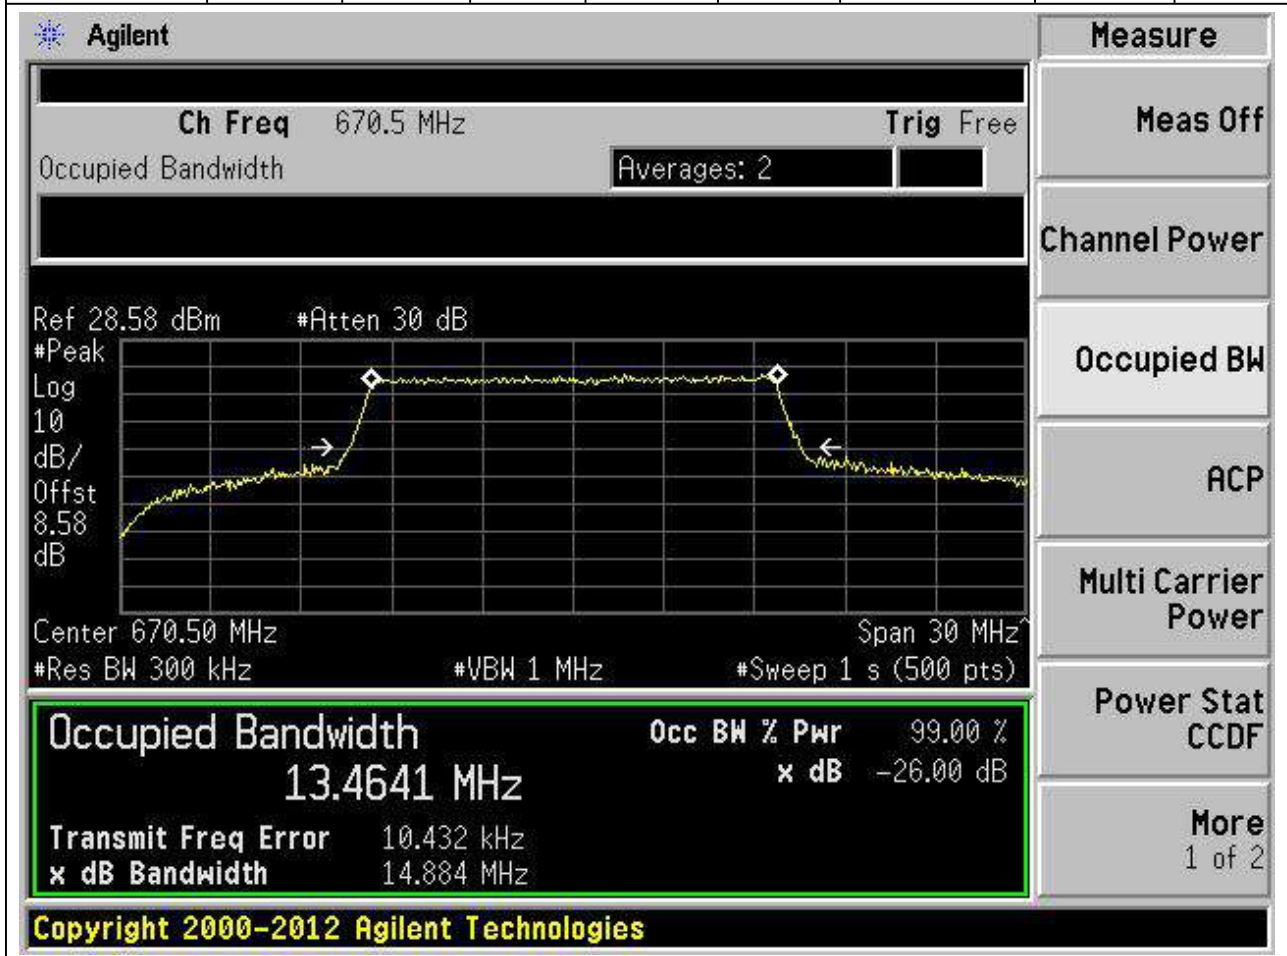 Agilent
Measure
Ch Freq 670.5 MHz Trig Free
Meas Off
Occupied Bandwidth Averages: 2
Channel Power
Ref 28.58 dBm #Atten 30 dB
#Peak
Log
10
dB/
Offst
8.58
dB
Occupied BW
ACP
Multi Carrier
Power
Center 670.50 MHz Span 30 MHz^
#Res BW 300 kHz #VBW 1 MHz #Sweep 1 s (500 pts)
Power Stat
CCDF
Occupied Bandwidth Occ BW % Pwr 99.00 %
13.4641 MHz x dB -26.00 dB
Transmit Freq Error 10.432 kHz
x dB Bandwidth 14.884 MHz
More
1 of 2
Copyright 2000-2012 Agilent Technologies